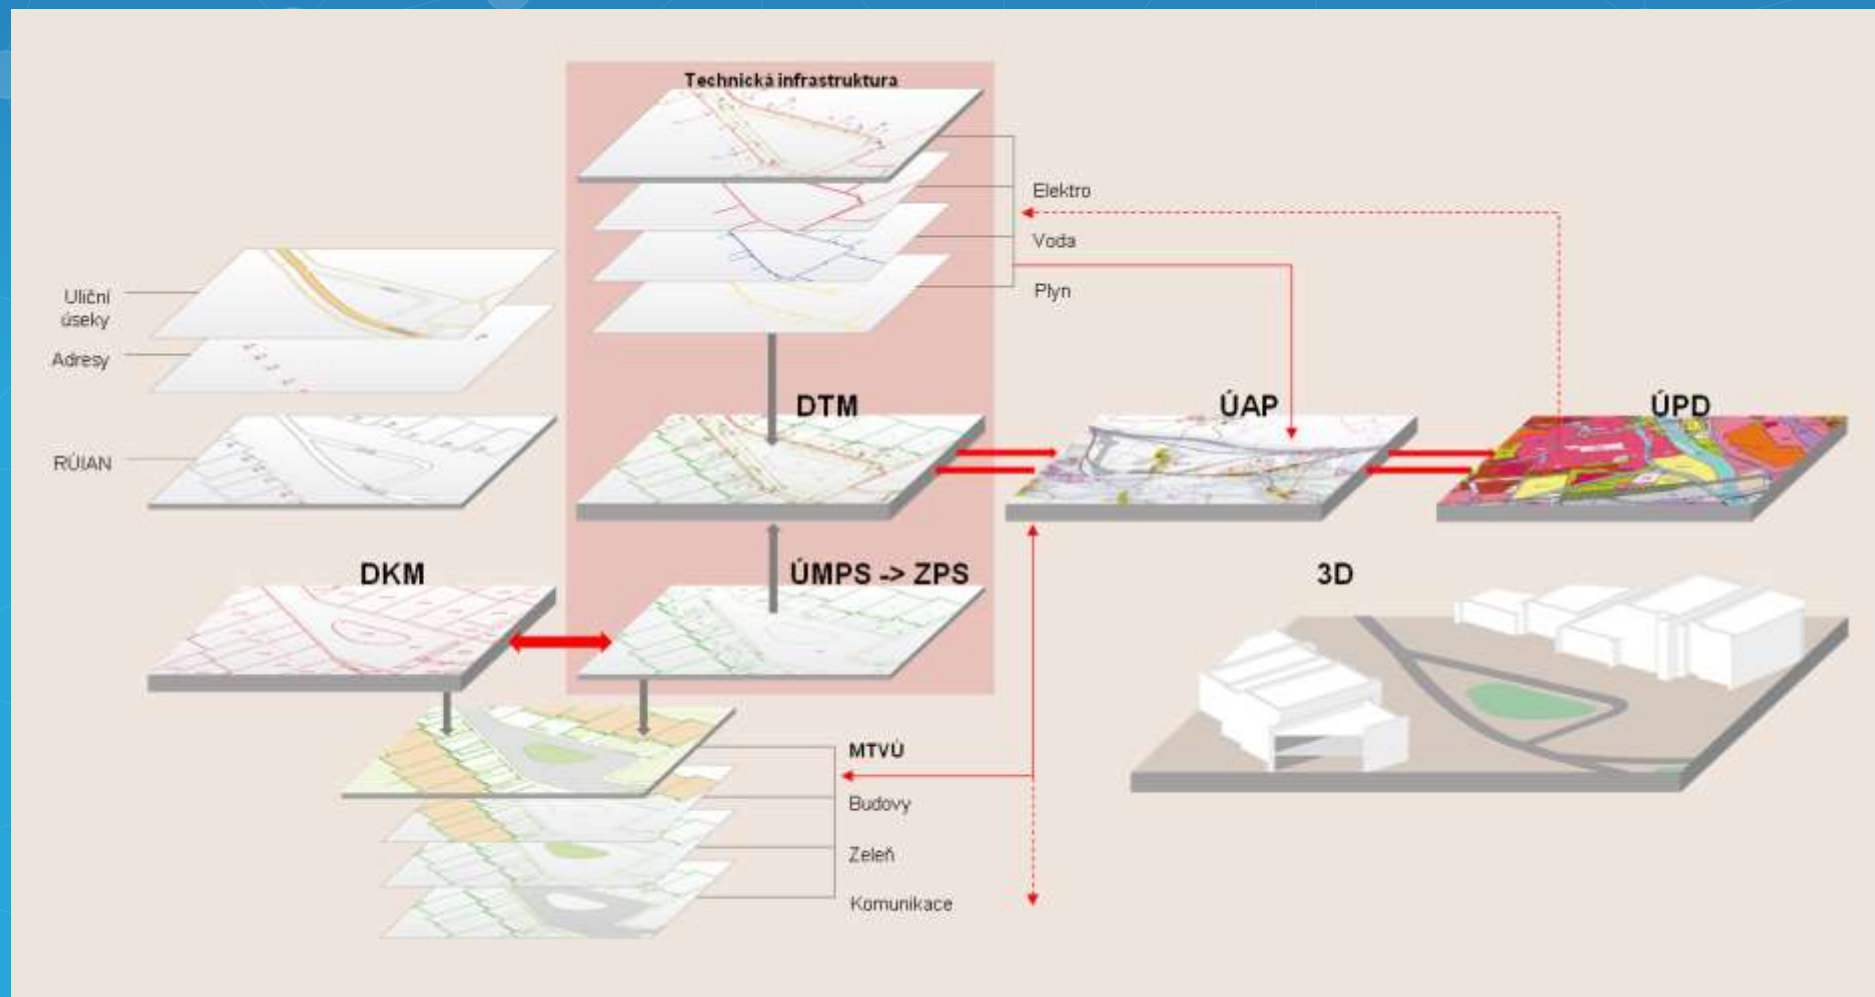 Technická infrastruktura
Elektro
Voda
Plyn
Uliční
úseky
Adresy
RÚIAN
DTM
ÚAP
ÚPD
DKM
ÚMPS -> ZPS
3D
MTVÚ
Budovy
Zeleň
Komunikace